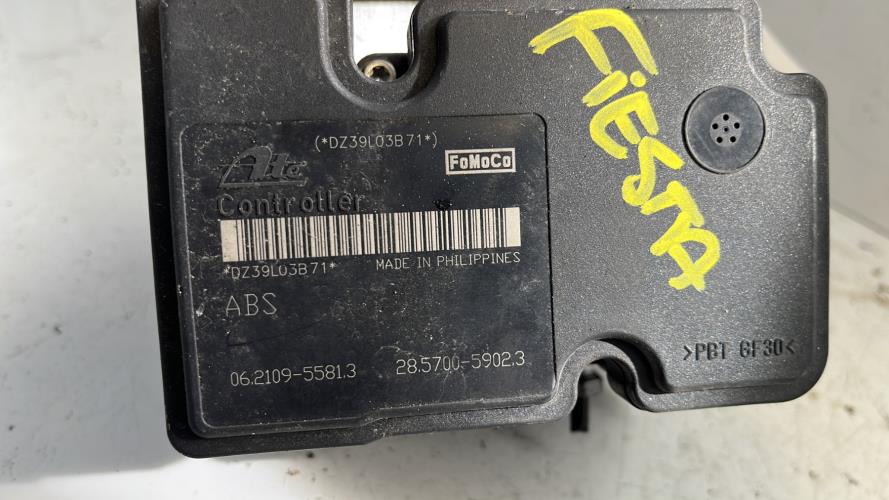 FiESTA
(*DZ39L03B71*)
Ate
FoMoCo
Controller
*DZ39L03B71*
MADE IN PHILIPPINES
ABS
06.2109-5581.3
28.5700-5902.3
>PBT GF30<